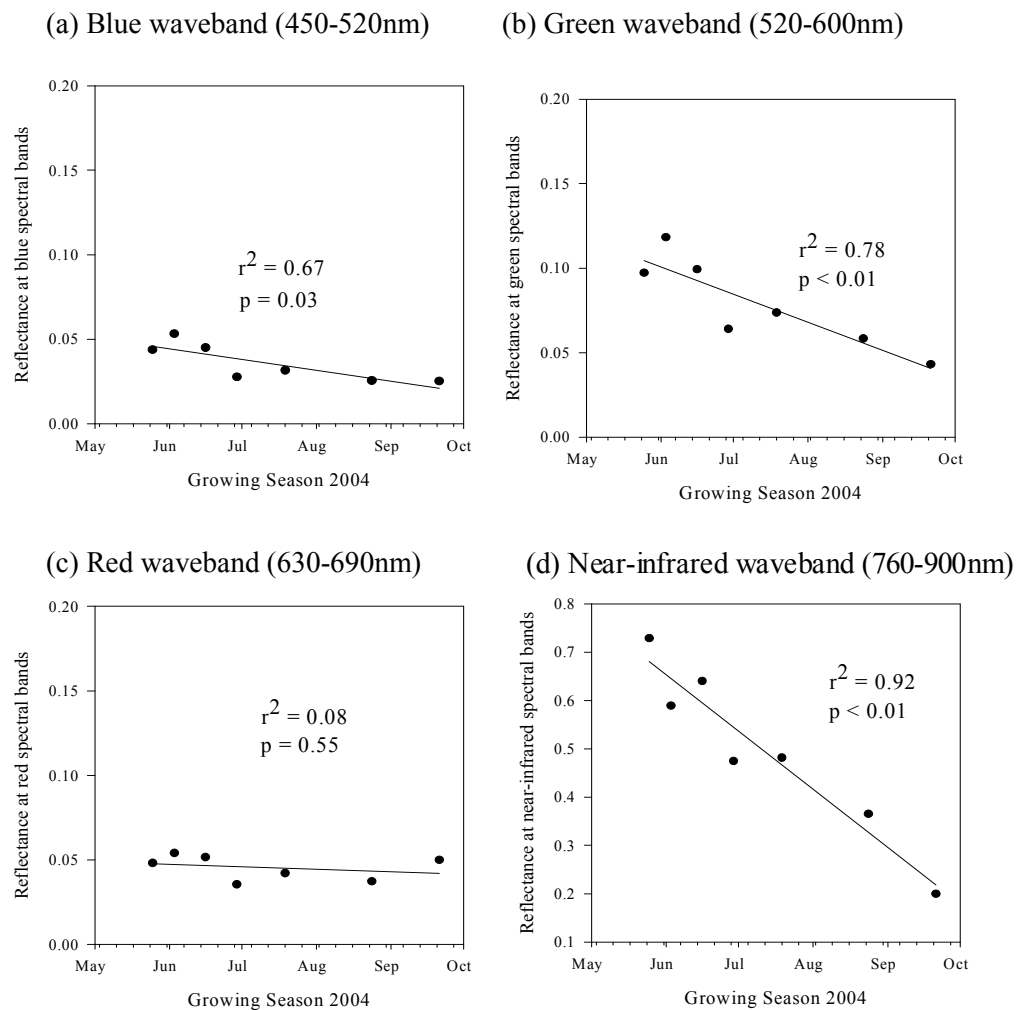 (a) Blue waveband (450-520nm)
Reflectance at blue spectral bands
0.20
0.15
0.10
0.05
0.00
r² = 0.67
p = 0.03
May Jun Jul Aug Sep Oct
Growing Season 2004
(b) Green waveband (520-600nm)
Reflectance at green spectral bands
0.20
0.15
0.10
0.05
0.00
r² = 0.78
p < 0.01
May Jun Jul Aug Sep Oct
Growing Season 2004
(c) Red waveband (630-690nm)
Reflectance at red spectral bands
0.20
0.15
0.10
0.05
0.00
r² = 0.08
p = 0.55
May Jun Jul Aug Sep Oct
Growing Season 2004
(d) Near-infrared waveband (760-900nm)
Reflectance at near-infrared spectral bands
0.8
0.7
0.6
0.5
0.4
0.3
0.2
0.1
r² = 0.92
p < 0.01
May Jun Jul Aug Sep Oct
Growing Season 2004